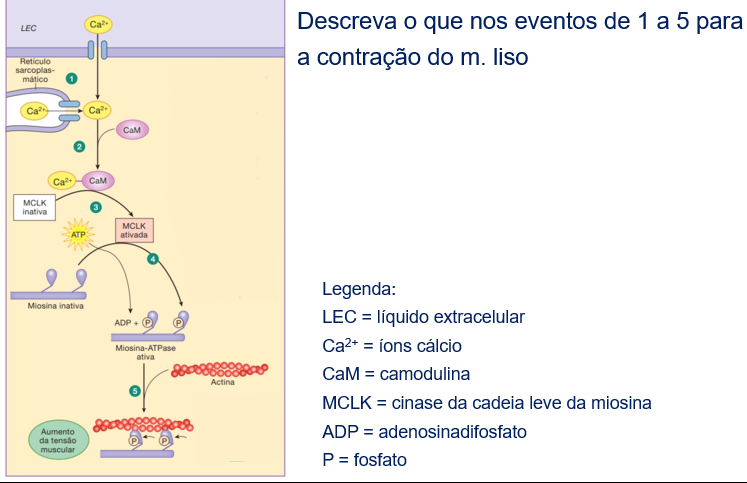 Descreva o que nos eventos de 1 a 5 para
a contração do m. liso
LEC
Ca²⁺
Retículo
sarcoplas-
mático
1
Ca²⁺
Ca²⁺
CaM
2
Ca²⁺
CaM
MCLK
inativa
3
ATP
MCLK
ativada
4
Miosina inativa
ADP + P
P
Miosina-ATPase
ativa
Actina
5
Aumento
da tensão
muscular
P
P
Legenda:
LEC = líquido extracelular
Ca²⁺ = íons cálcio
CaM = camodulina
MCLK = cinase da cadeia leve da miosina
ADP = adenosinadifosfato
P = fosfato